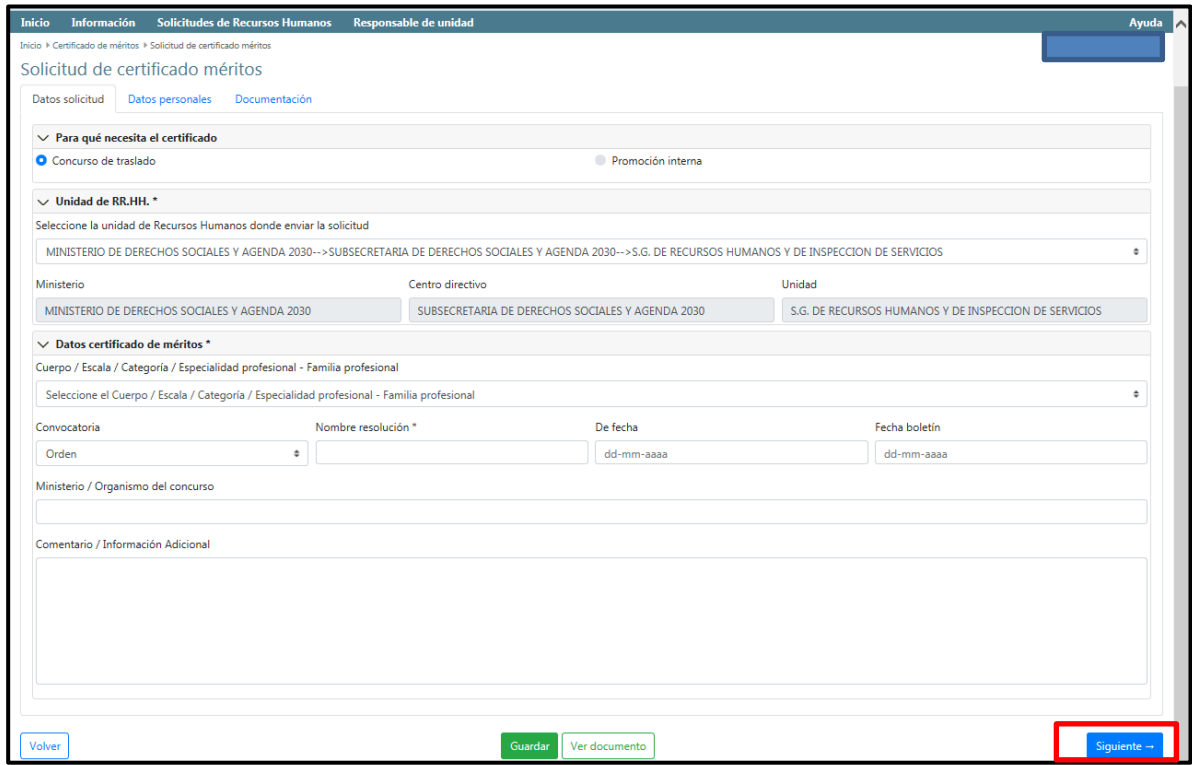 Inicio Información Solicitudes de Recursos Humanos Responsable de unidad Ayuda
Inicio Certificado de méritos Solicitud de certificado méritos
Solicitud de certificado méritos
Datos solicitud Datos personales Documentación
Para qué necesita el certificado
Concurso de traslado Promoción interna
Unidad de RR.HH. *
Seleccione la unidad de Recursos Humanos donde enviar la solicitud
MINISTERIO DE DERECHOS SOCIALES Y AGENDA 2030-->SUBSECRETARIA DE DERECHOS SOCIALES Y AGENDA 2030-->S.G. DE RECURSOS HUMANOS Y DE INSPECCION DE SERVICIOS
Ministerio Centro directivo Unidad
MINISTERIO DE DERECHOS SOCIALES Y AGENDA 2030 SUBSECRETARIA DE DERECHOS SOCIALES Y AGENDA 2030 S.G. DE RECURSOS HUMANOS Y DE INSPECCION DE SERVICIOS
Datos certificado de méritos *
Cuerpo / Escala / Categoría / Especialidad profesional - Familia profesional
Seleccione el Cuerpo / Escala / Categoría / Especialidad profesional - Familia profesional
Convocatoria Nombre resolución * De fecha Fecha boletín
Orden dd-mm-aaaa dd-mm-aaaa
Ministerio / Organismo del concurso
Comentario / Información Adicional
Volver Guardar Ver documento Siguiente →